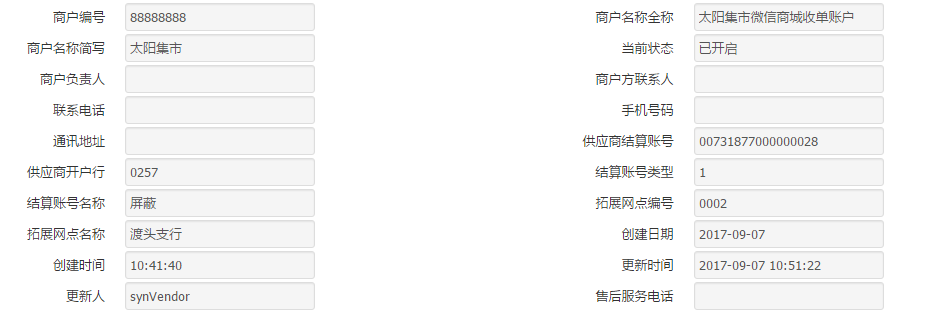 商户编号 88888888 商户名称全称 太阳集市微信商城收单账户
商户名称简写 太阳集市 当前状态 已开启
商户负责人 商户方联系人
联系电话 手机号码
通讯地址 供应商结算账号 00731877000000028
供应商开户行 0257 结算账号类型 1
结算账号名称 屏蔽 拓展网点编号 0002
拓展网点名称 渡头支行 创建日期 2017-09-07
创建时间 10:41:40 更新时间 2017-09-07 10:51:22
更新人 synVendor 售后服务电话